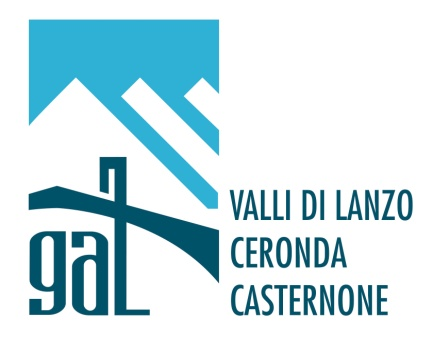 gal
VALLI DI LANZO
CERONDA
CASTERNONE